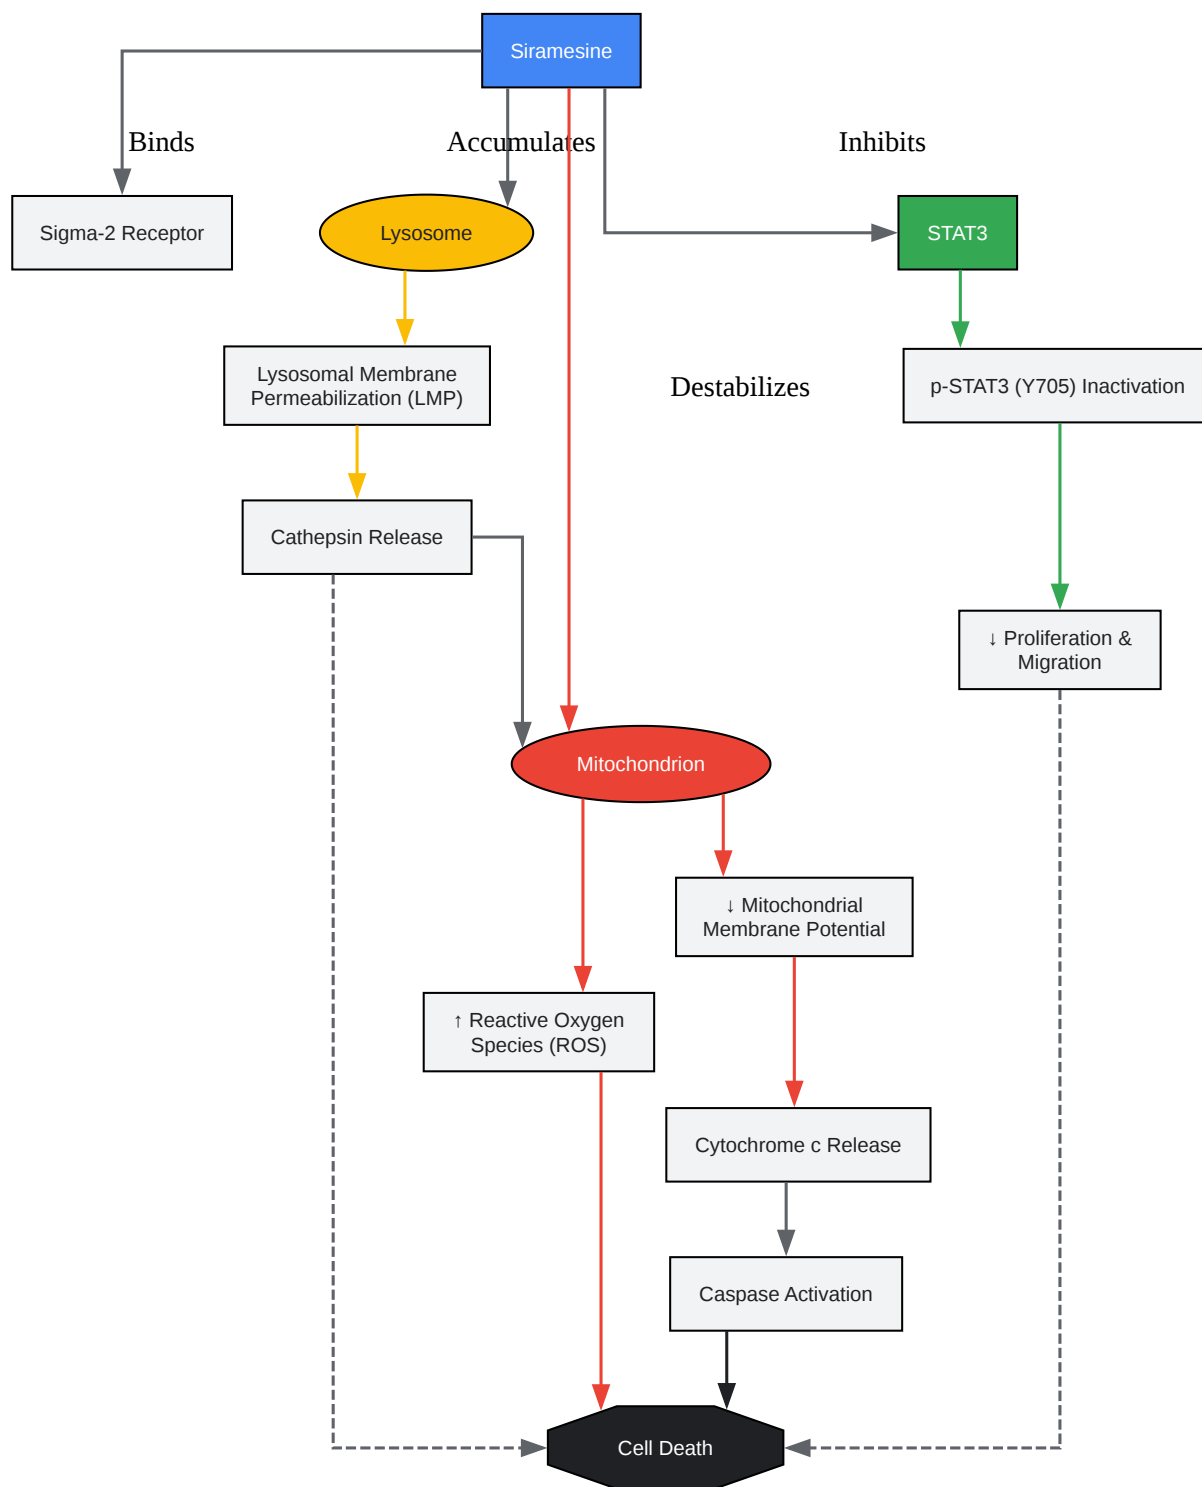 Siramesine
Binds
Accumulates
Inhibits
Sigma-2 Receptor
Lysosome
STAT3
Lysosomal Membrane
Permeabilization (LMP)
Destabilizes
p-STAT3 (Y705) Inactivation
Cathepsin Release
↓ Proliferation &
Migration
Mitochondrion
↓ Mitochondrial
Membrane Potential
↑ Reactive Oxygen
Species (ROS)
Cytochrome c Release
Caspase Activation
Cell Death